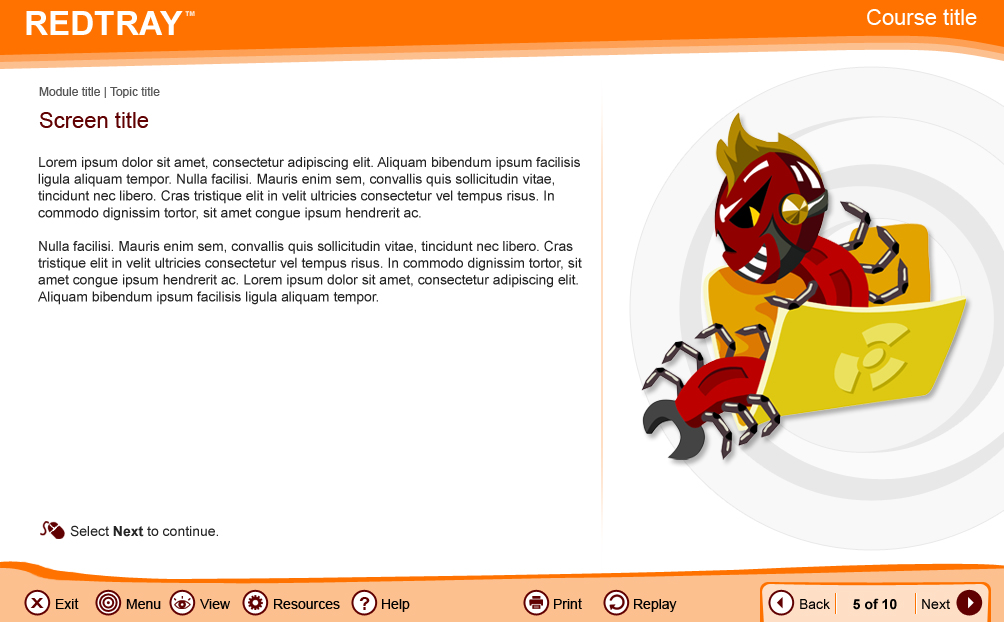 REDTRAY™
Course title
Module title | Topic title
Screen title
Lorem ipsum dolor sit amet, consectetur adipiscing elit. Aliquam bibendum ipsum facilisis
ligula aliquam tempor. Nulla facilisi. Mauris enim sem, convallis quis sollicitudin vitae,
tincidunt nec libero. Cras tristique elit in velit ultricies consectetur vel tempus risus. In
commodo dignissim tortor, sit amet congue ipsum hendrerit ac.
Nulla facilisi. Mauris enim sem, convallis quis sollicitudin vitae, tincidunt nec libero. Cras
tristique elit in velit ultricies consectetur vel tempus risus. In commodo dignissim tortor, sit
amet congue ipsum hendrerit ac. Lorem ipsum dolor sit amet, consectetur adipiscing elit.
Aliquam bibendum ipsum facilisis ligula aliquam tempor.
Select Next to continue.
Exit Menu View Resources ? Help Print Replay Back 5 of 10 Next